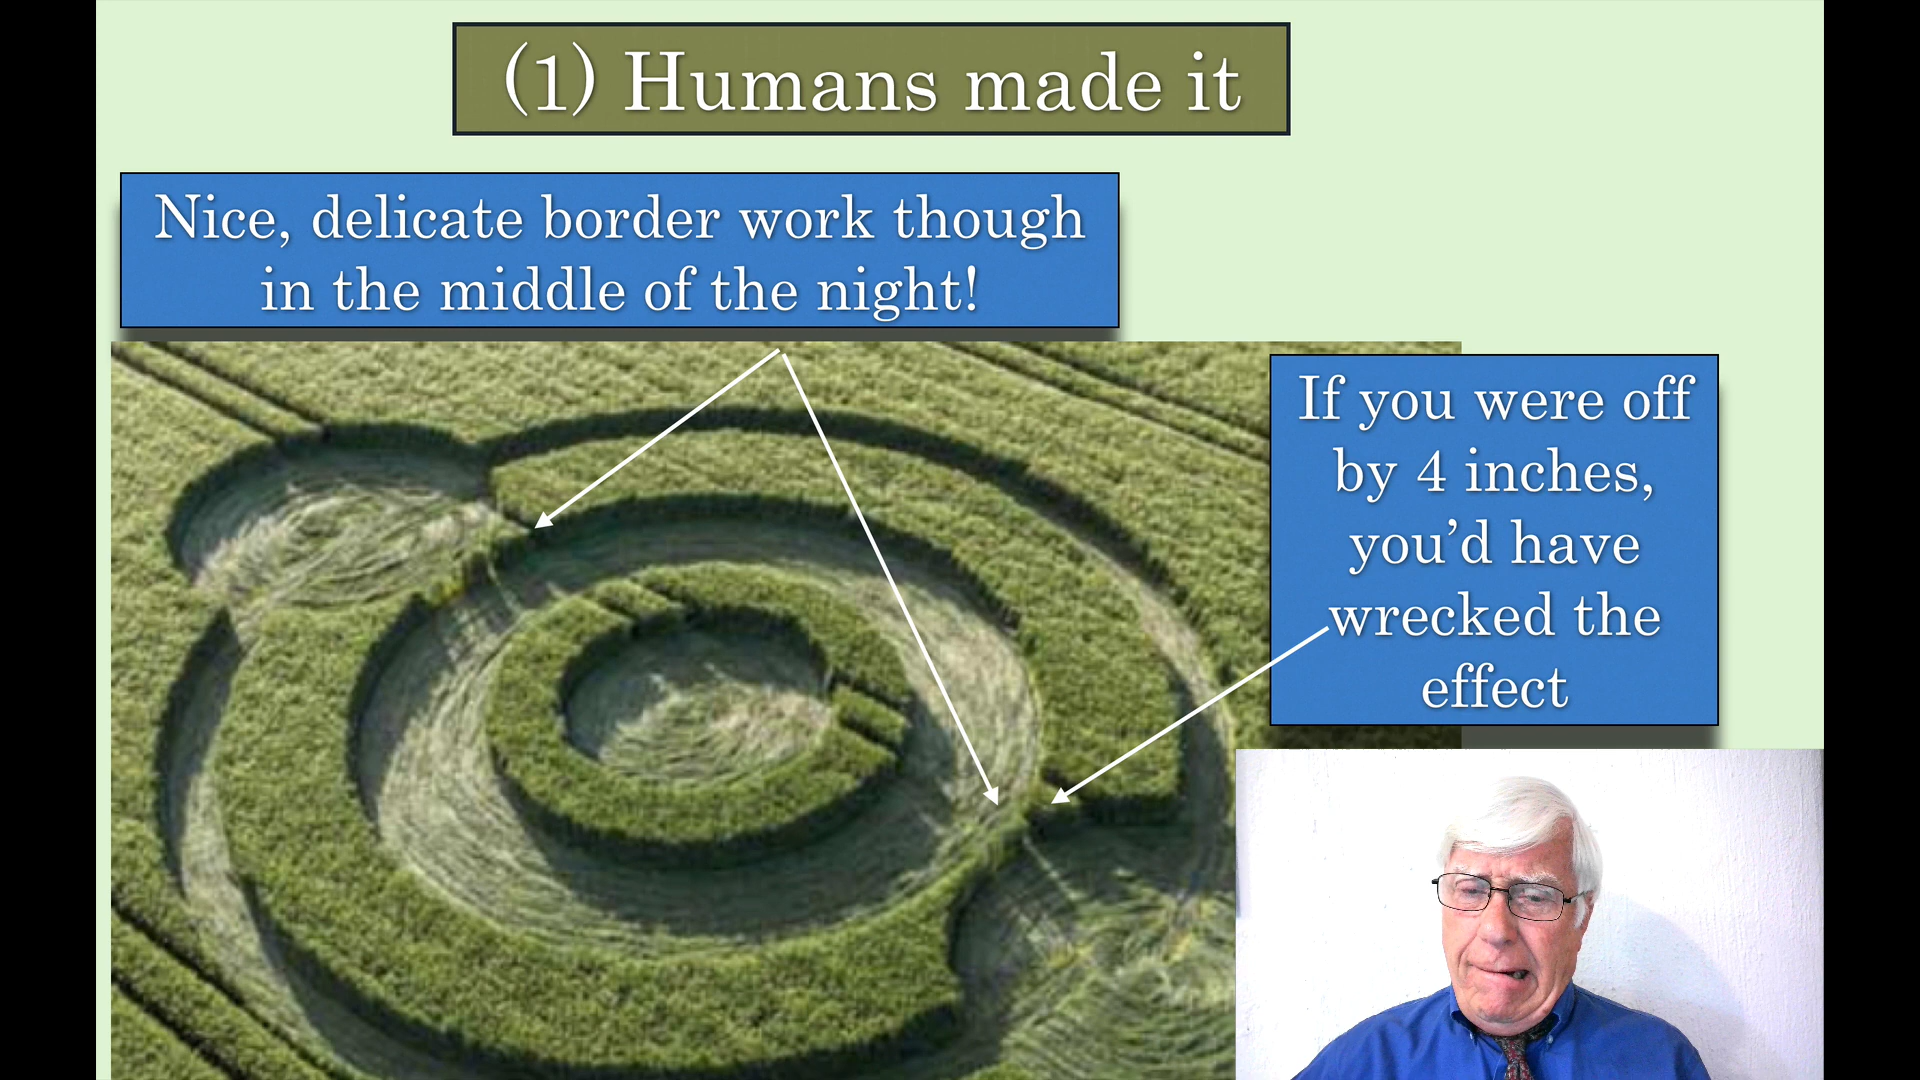 (1) Humans made it
Nice, delicate border work though
in the middle of the night!
If you were off
by 4 inches,
you’d have
wrecked the
effect